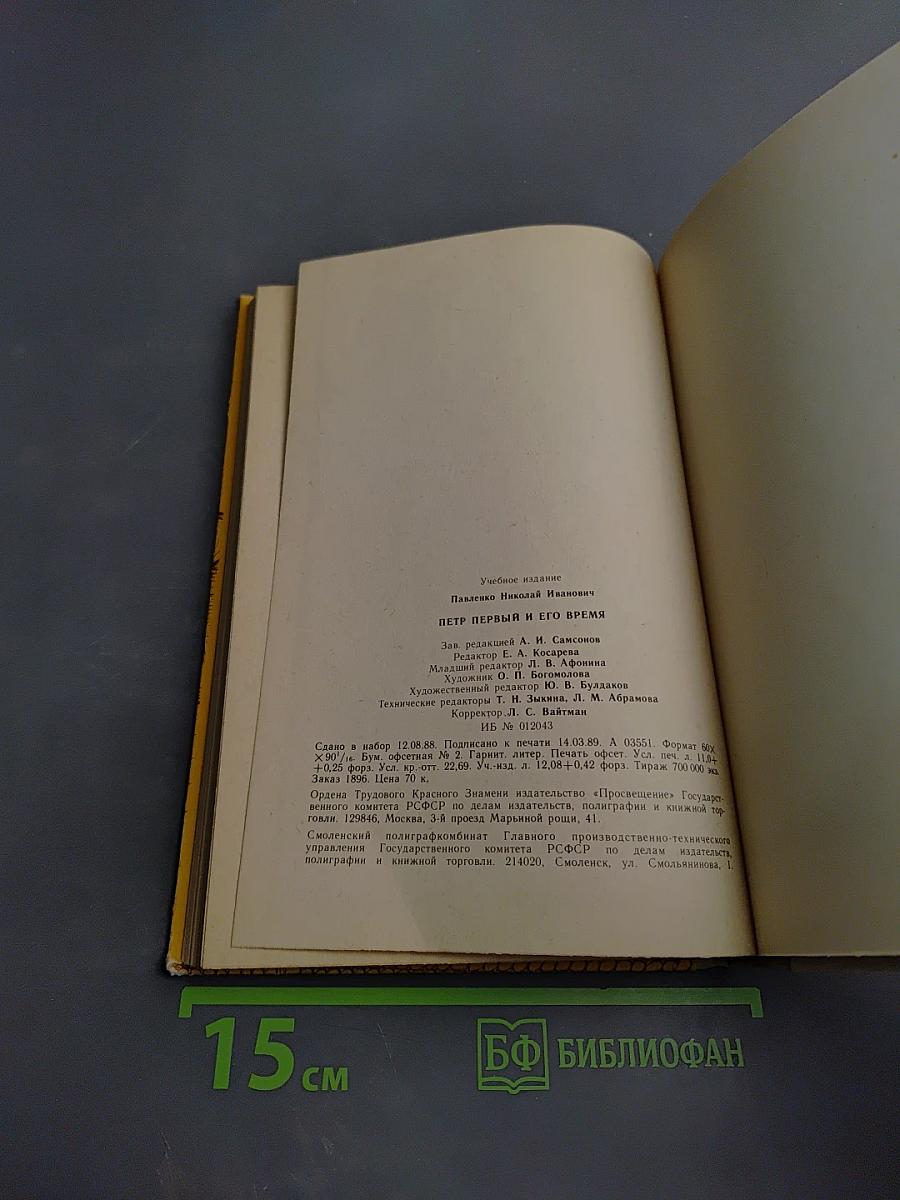 Учебное издание
Павленко Николай Иванович
ПЕТР ПЕРВЫЙ И ЕГО ВРЕМЯ
Зав. редакцией А. И. Самсонов
Редактор Е. А. Косарева
Младший редактор Л. В. Афонина
Художник О. П. Богомолова
Художественный редактор Ю. В. Булдаков
Технические редакторы Т. Н. Зыкина, Л. М. Абрамова
Корректор Л. С. Вайтман
ИБ № 012043
Сдано в набор 12.08.88. Подписано к печати 14.03.89. А 03551. Формат 60×
×90¹/₁₆. Бум. офсетная № 2. Гарнит. литер. Печать офсет. Усл. печ. л. 11,0+
+0,25 форз. Усл. кр.-отт. 22,69. Уч.-изд. л. 12,08+0,42 форз. Тираж 700 000 экз.
Заказ 1896. Цена 70 к.
Ордена Трудового Красного Знамени издательство «Просвещение» Государст-
венного комитета РСФСР по делам издательств, полиграфии и книжной тор-
говли. 129846, Москва, 3-й проезд Марьиной рощи, 41.
Смоленский полиграфкомбинат Главного производственно-технического
управления Государственного комитета РСФСР по делам издательств,
полиграфии и книжной торговли. 214020, Смоленск, ул. Смольянинова, 1.
15 см
БФ БИБЛИОФАН